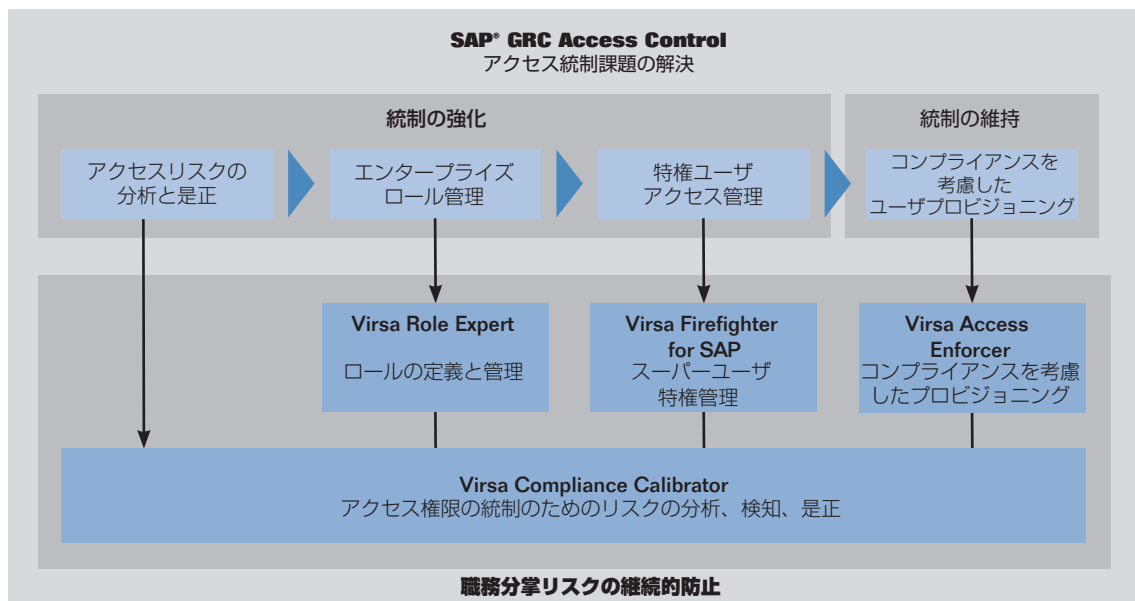 SAP® GRC Access Control
アクセス統制課題の解決
統制の強化
統制の維持
アクセスリスクの
分析と是正
エンタープライズ
ロール管理
特権ユーザ
アクセス管理
コンプライアンスを
考慮した
ユーザプロビジョニング
Virsa Role Expert
ロールの定義と管理
Virsa Firefighter
for SAP
スーパーユーザ
特権管理
Virsa Access
Enforcer
コンプライアンスを考慮
したプロビジョニング
Virsa Compliance Calibrator
アクセス権限の統制のためのリスクの分析、検知、是正
職務分掌リスクの継続的防止